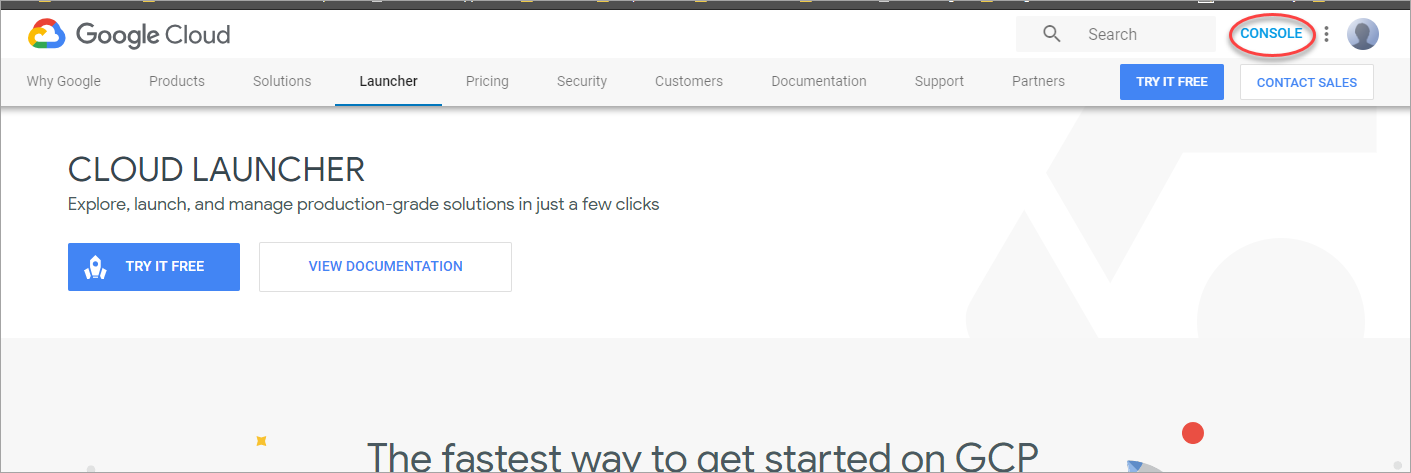 Google Cloud
Search
CONSOLE
Why Google Products Solutions Launcher Pricing Security Customers Documentation Support Partners TRY IT FREE CONTACT SALES
CLOUD LAUNCHER
Explore, launch, and manage production-grade solutions in just a few clicks
TRY IT FREE VIEW DOCUMENTATION
The fastest way to get started on GCP